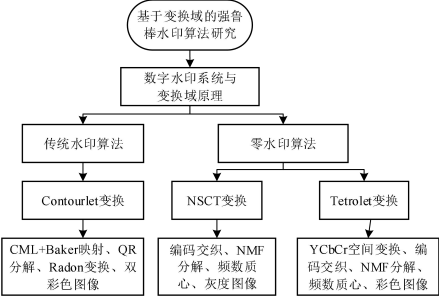 基于变换域的强鲁
棒水印算法研究
数字水印系统与
变换域原理
传统水印算法
零水印算法
Contourlet变换
NSCT变换
Tetrolet变换
CML+Baker映射、QR
分解、Radon变换、双
彩色图像
编码交织、NMF
分解、频数质
心、灰度图像
YCbCr空间变换、编
码交织、NMF分解、
频数质心、彩色图像